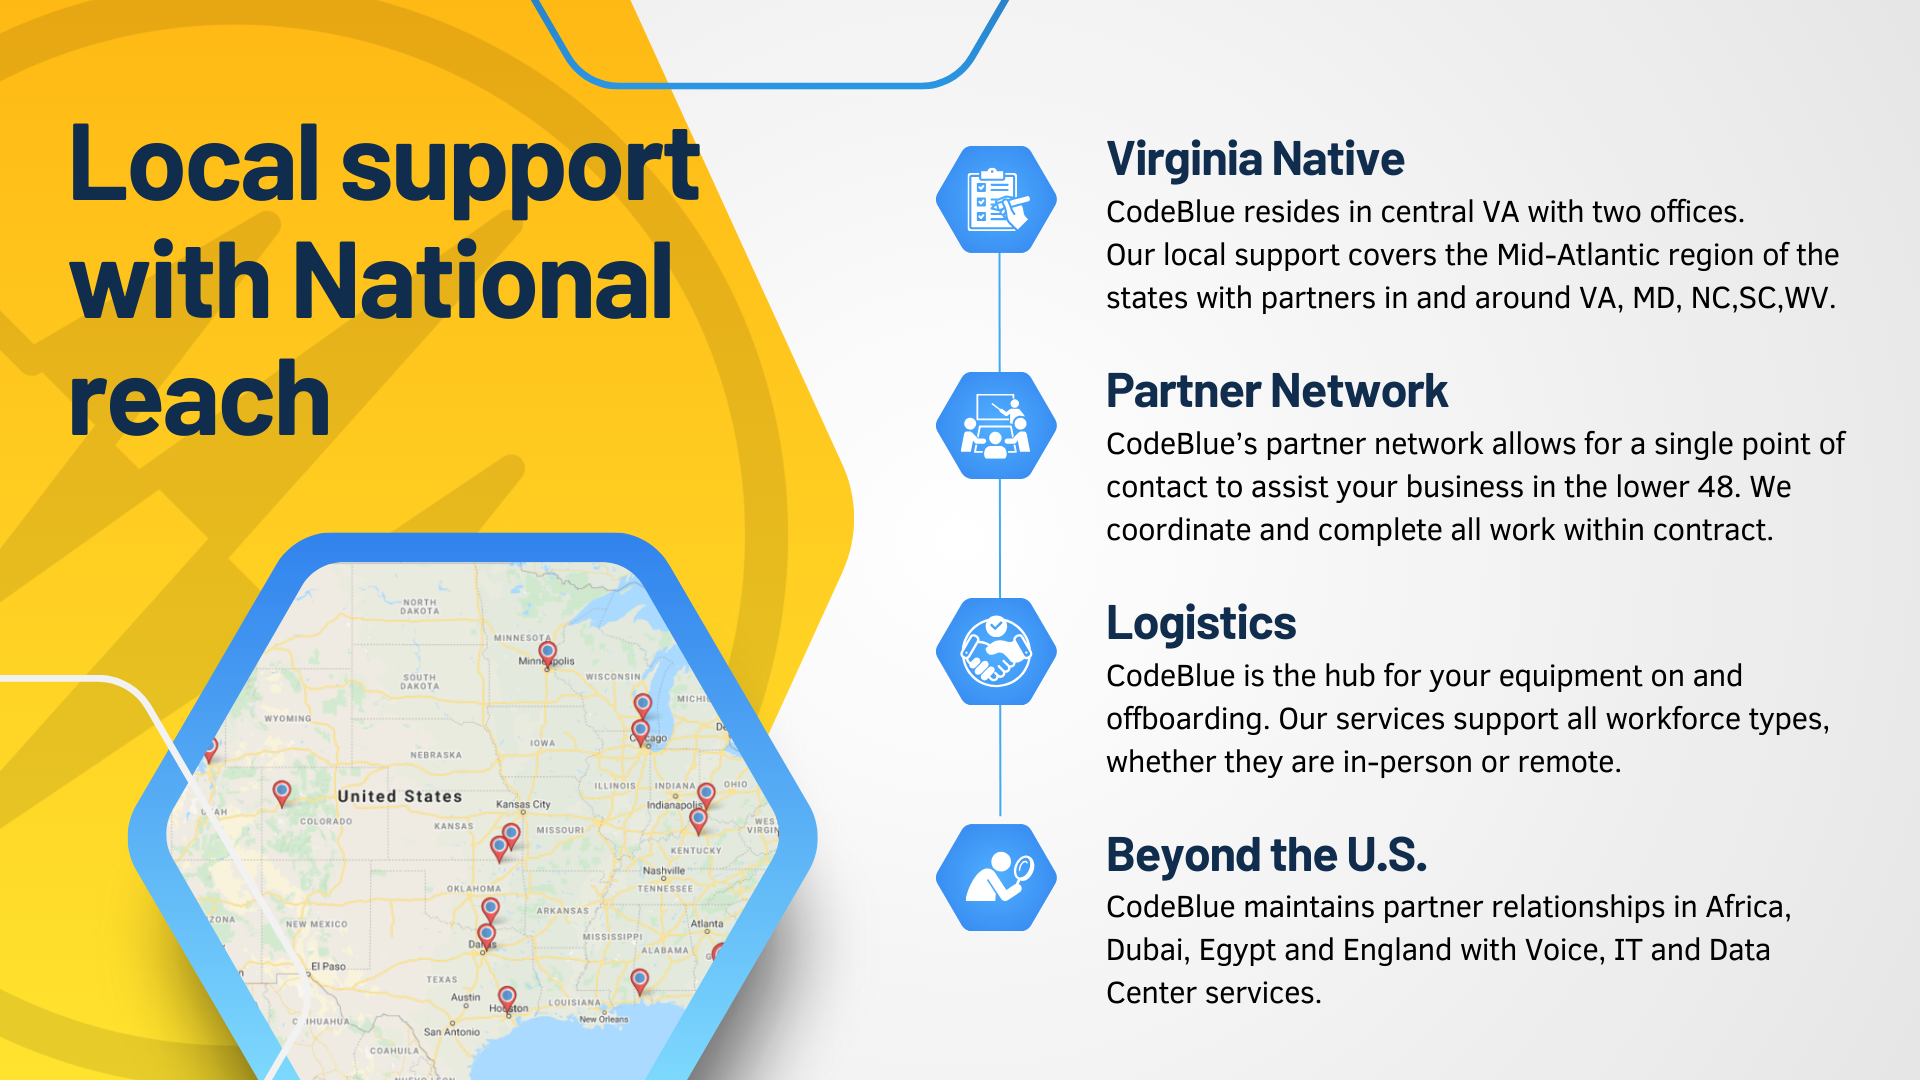 Local support
with National
reach
Virginia Native
CodeBlue resides in central VA with two offices.
Our local support covers the Mid-Atlantic region of the
states with partners in and around VA, MD, NC,SC,WV.
Partner Network
CodeBlue’s partner network allows for a single point of
contact to assist your business in the lower 48. We
coordinate and complete all work within contract.
Logistics
CodeBlue is the hub for your equipment on and
offboarding. Our services support all workforce types,
whether they are in-person or remote.
Beyond the U.S.
CodeBlue maintains partner relationships in Africa,
Dubai, Egypt and England with Voice, IT and Data
Center services.
NORTH
DAKOTA
MINNESOTA
SOUTH
DAKOTA
WISCONSIN
WYOMING
IOWA
NEBRASKA
ILLINOIS
INDIANA
OHIO
United States
Kansas City
Indianapolis
COLORADO
KANSAS
MISSOURI
KENTUCKY
Nashville
OKLAHOMA
TENNESSEE
ARKANSAS
NEW MEXICO
Atlanta
MISSISSIPPI
ALABAMA
El Paso
TEXAS
Austin
LOUISIANA
New Orleans
San Antonio
COAHUILA